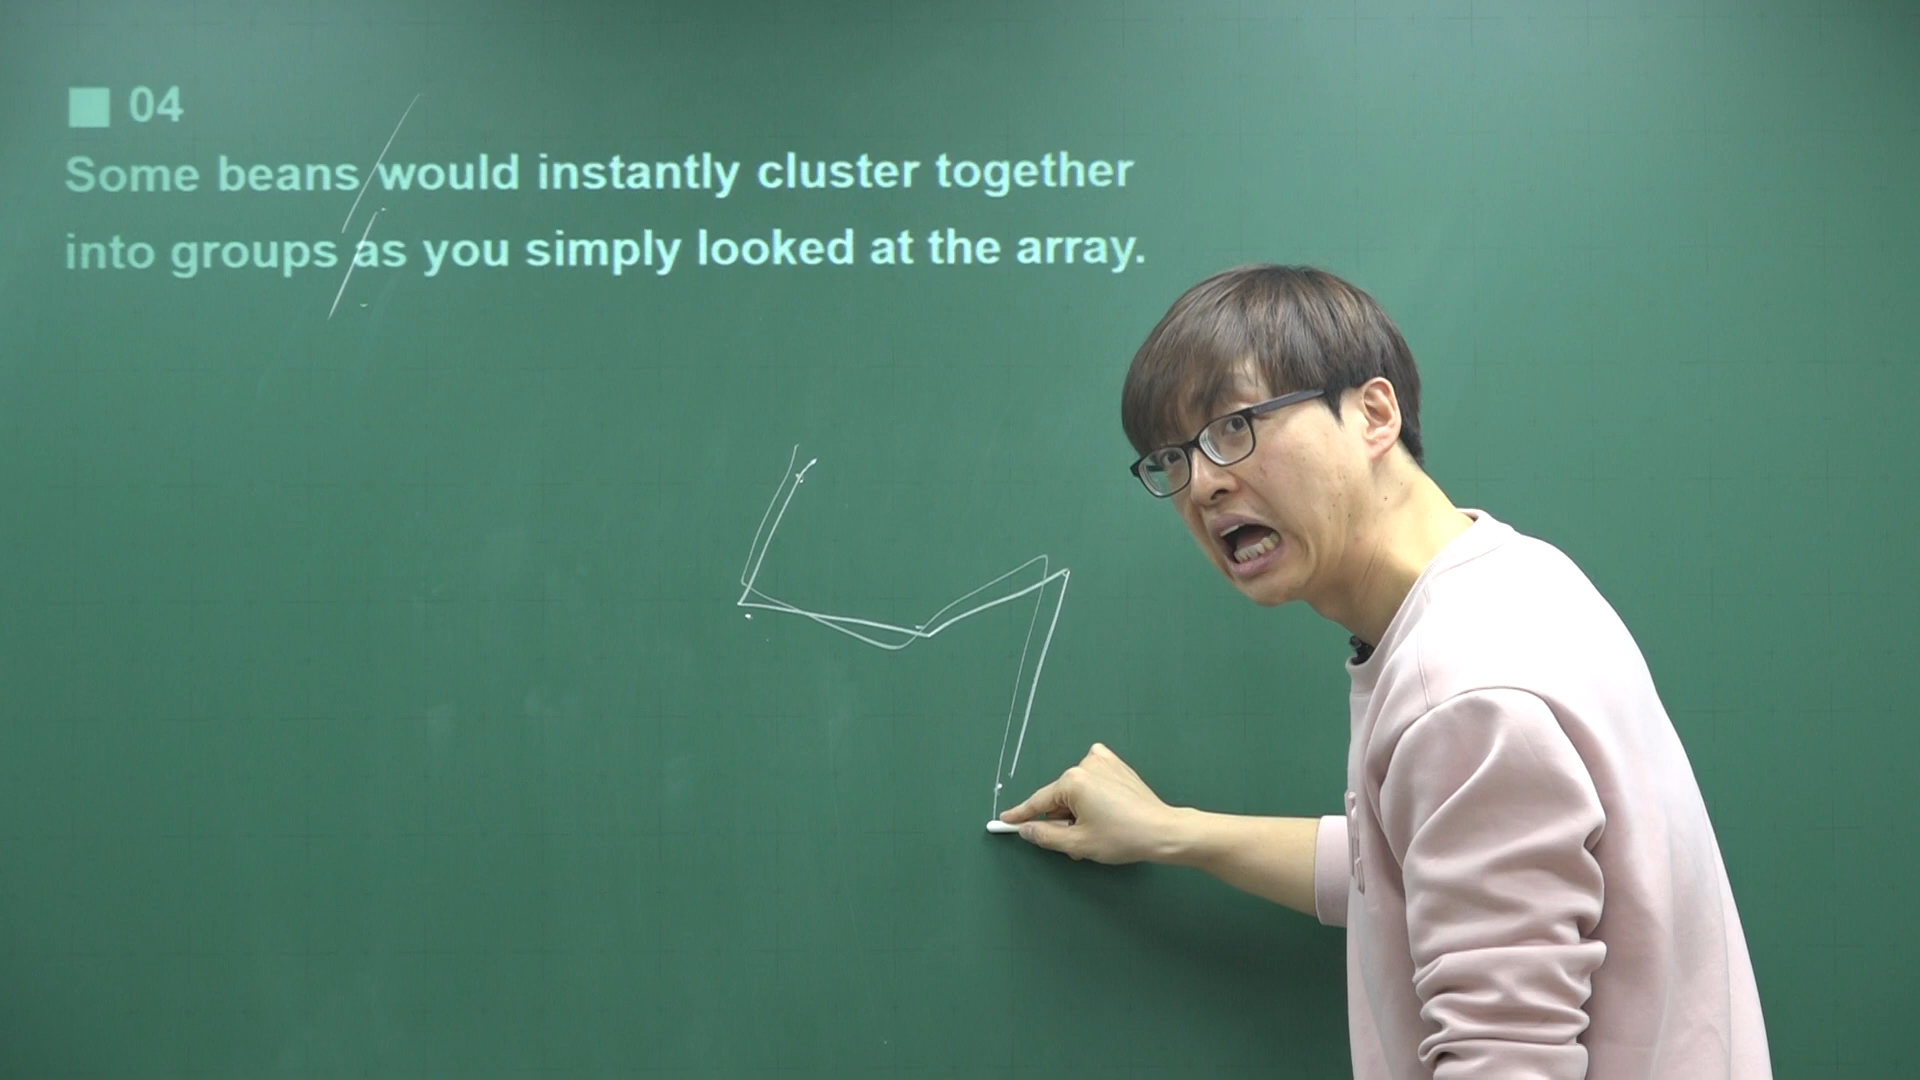 ■ 04
Some beans would instantly cluster together
into groups as you simply looked at the array.